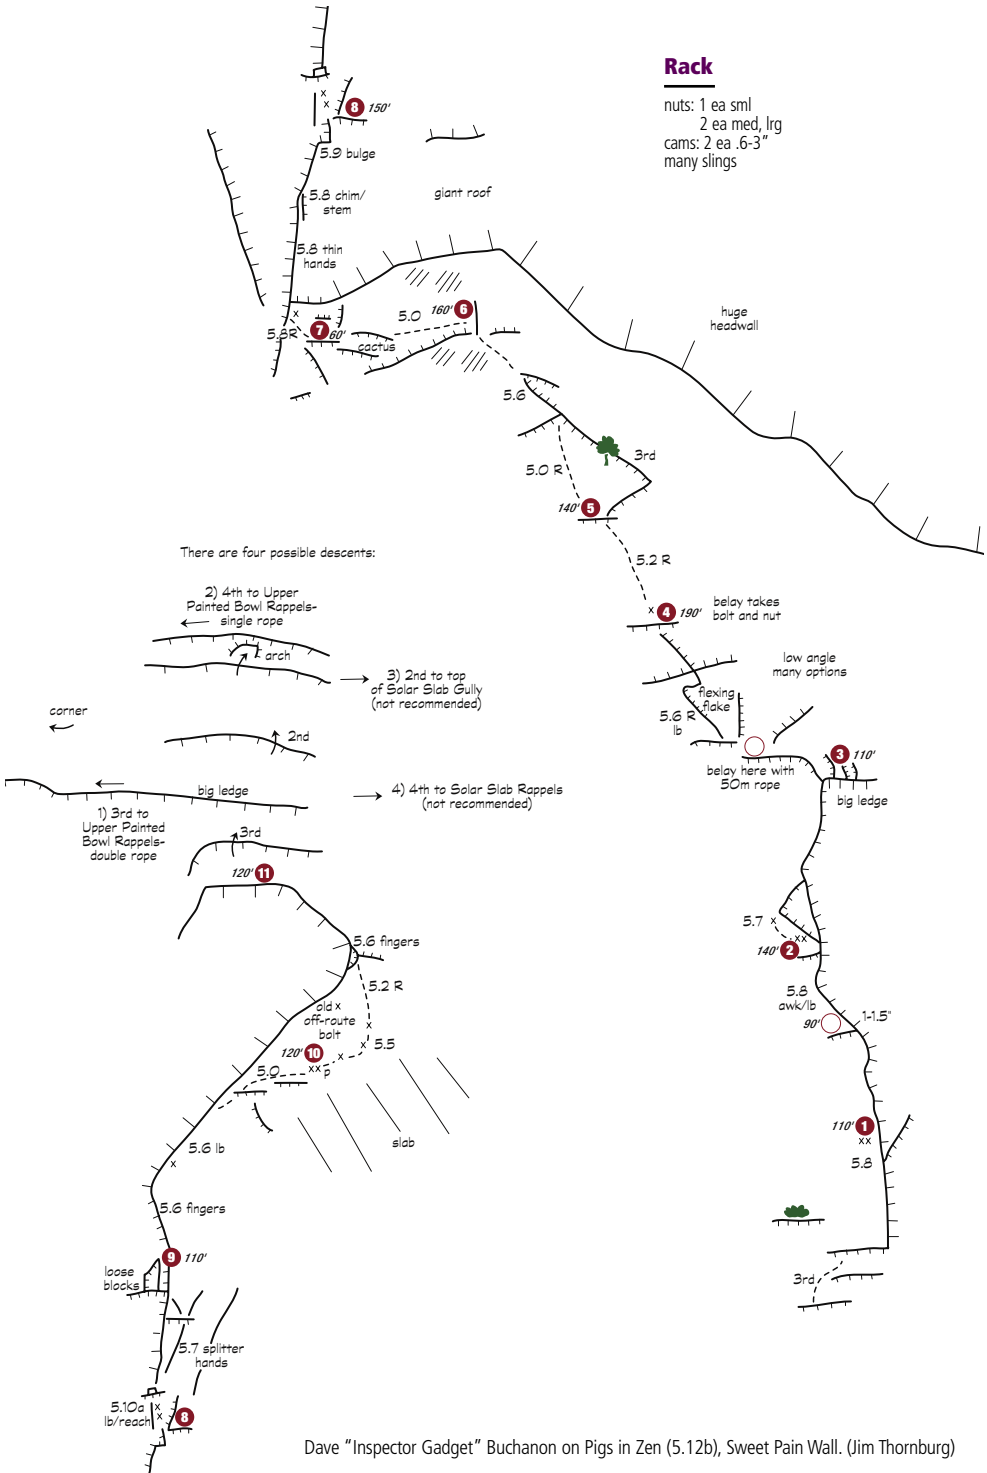 Rack
nuts: 1 ea sml
2 ea med, lrg
cams: 2 ea .6-3"
many slings
8 150'
5.9 bulge
5.8 chim/
stem
giant roof
5.8 thin
hands
huge
headwall
160' 6
5.0
5.8R
7 60'
cactus
5.6
3rd
5.0 R
140' 5
5.2 R
4 190'
belay takes
bolt and nut
low angle
many options
flexing
flake
5.6 R
lb
belay here with
50m rope
3 110'
big ledge
5.7
140' 2
5.8
awk/lb
90'
1-1.5"
110' 1
5.8
3rd
There are four possible descents:
2) 4th to Upper
Painted Bowl Rappels-
single rope
arch
3) 2nd to top
of Solar Slab Gully
(not recommended)
corner
2nd
big ledge
4) 4th to Solar Slab Rappels
(not recommended)
1) 3rd to
Upper Painted
Bowl Rappels-
double rope
3rd
120' 11
5.6 fingers
5.2 R
old x
off-route
bolt
5.5
120' 10
p
5.0
slab
5.6 lb
5.6 fingers
9 110'
loose
blocks
5.7 splitter
hands
5.10a
lb/reach
8
Dave “Inspector Gadget” Buchanon on Pigs in Zen (5.12b), Sweet Pain Wall. (Jim Thornburg)